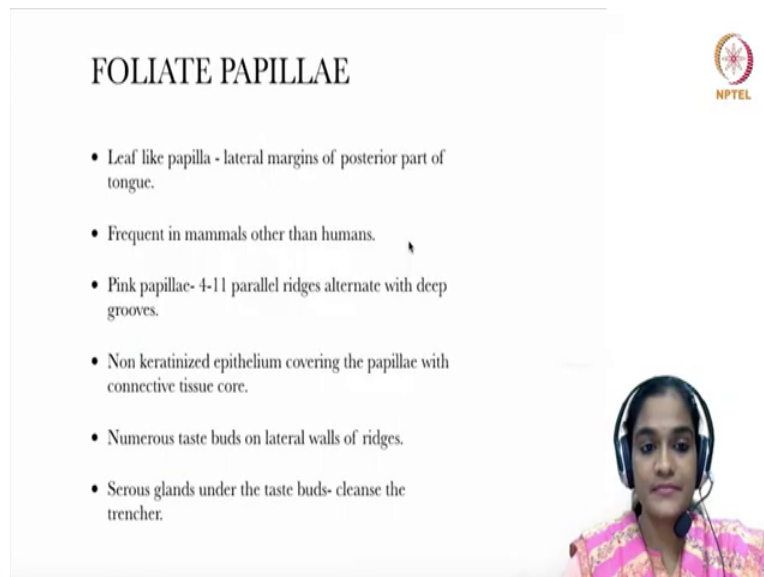 FOLIATE PAPILLAE
NPTEL
• Leaf like papilla - lateral margins of posterior part of
tongue.
• Frequent in mammals other than humans.
• Pink papillae- 4-11 parallel ridges alternate with deep
grooves.
• Non keratinized epithelium covering the papillae with
connective tissue core.
• Numerous taste buds on lateral walls of ridges.
• Serous glands under the taste buds- cleanse the
trencher.